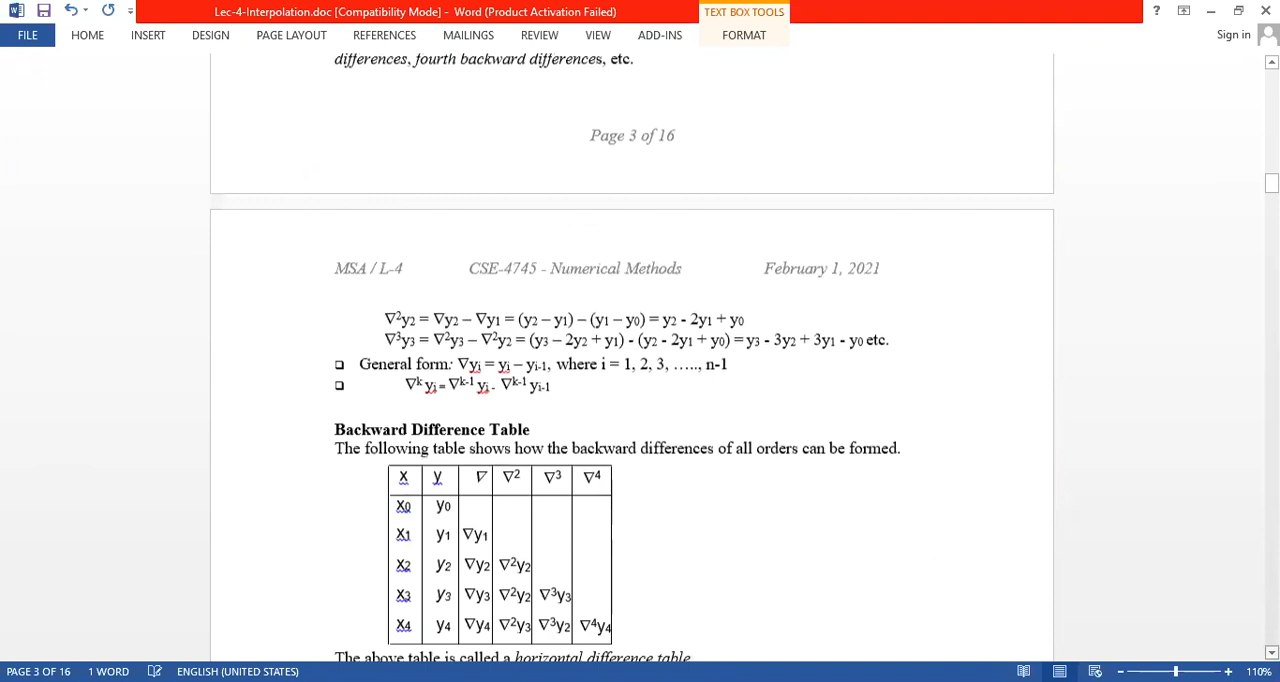 Lec-4-Interpolation.doc [Compatibility Mode] - Word (Product Activation Failed)
TEXT BOX TOOLS
?
FILE HOME INSERT DESIGN PAGE LAYOUT REFERENCES MAILINGS REVIEW VIEW ADD-INS FORMAT Sign in
differences, fourth backward differences, etc.
Page 3 of 16
MSA / L-4 CSE-4745 - Numerical Methods February 1, 2021
∇²y2 = ∇y2 – ∇y1 = (y2 – y1) – (y1 – y0) = y2 - 2y1 + y0
∇³y3 = ∇²y3 – ∇²y2 = (y3 – 2y2 + y1) - (y2 - 2y1 + y0) = y3 - 3y2 + 3y1 - y0 etc.
❑ General form: ∇yi = yi – yi-1, where i = 1, 2, 3, ….., n-1
❑ ∇k yi = ∇k-1 yi - ∇k-1 yi-1
Backward Difference Table
The following table shows how the backward differences of all orders can be formed.
x y ∇ ∇2 ∇3 ∇4
x0 y0
x1 y1 ∇y1
x2 y2 ∇y2 ∇²y2
x3 y3 ∇y3 ∇²y2 ∇³y3
x4 y4 ∇y4 ∇²y3 ∇³y2 ∇⁴y4
The above table is called a horizontal difference table
PAGE 3 OF 16 1 WORD ENGLISH (UNITED STATES) 110%